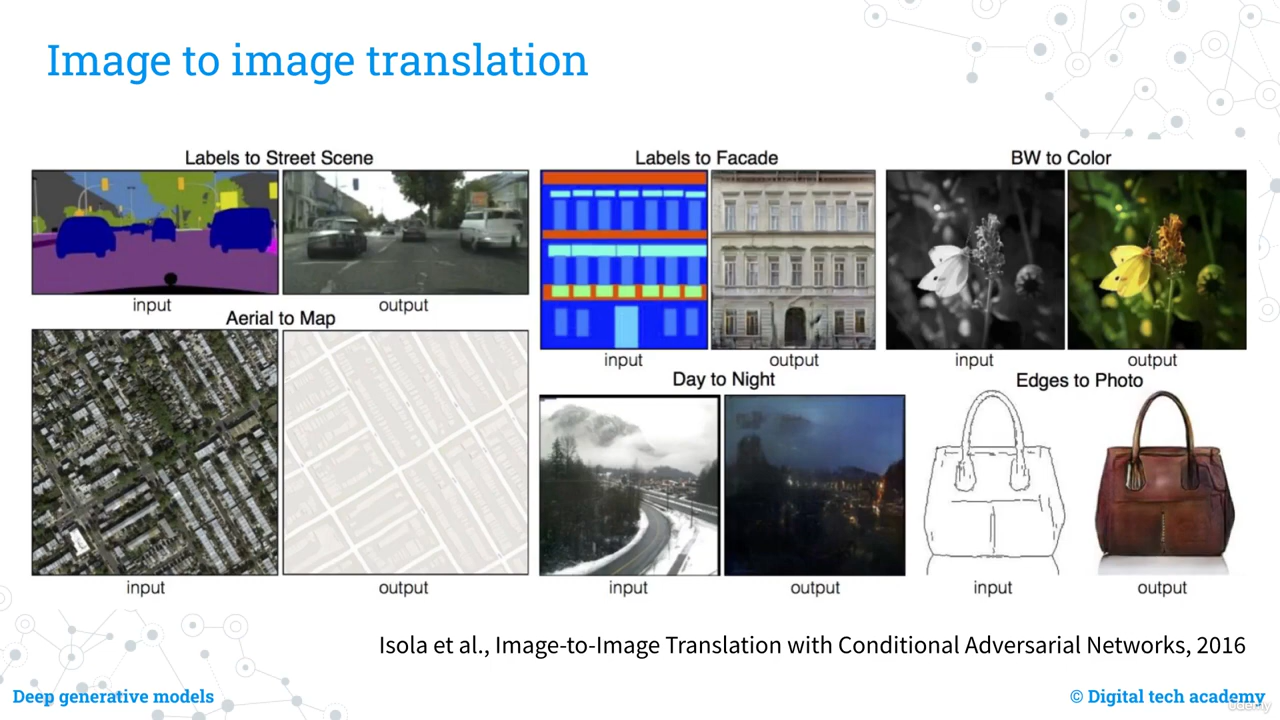 Image to image translation
Labels to Street Scene
input
output
Aerial to Map
input
output
Labels to Facade
input
output
BW to Color
input
output
Day to Night
input
output
Edges to Photo
input
output
Isola et al., Image-to-Image Translation with Conditional Adversarial Networks, 2016
Deep generative models
© Digital tech academy
udemy